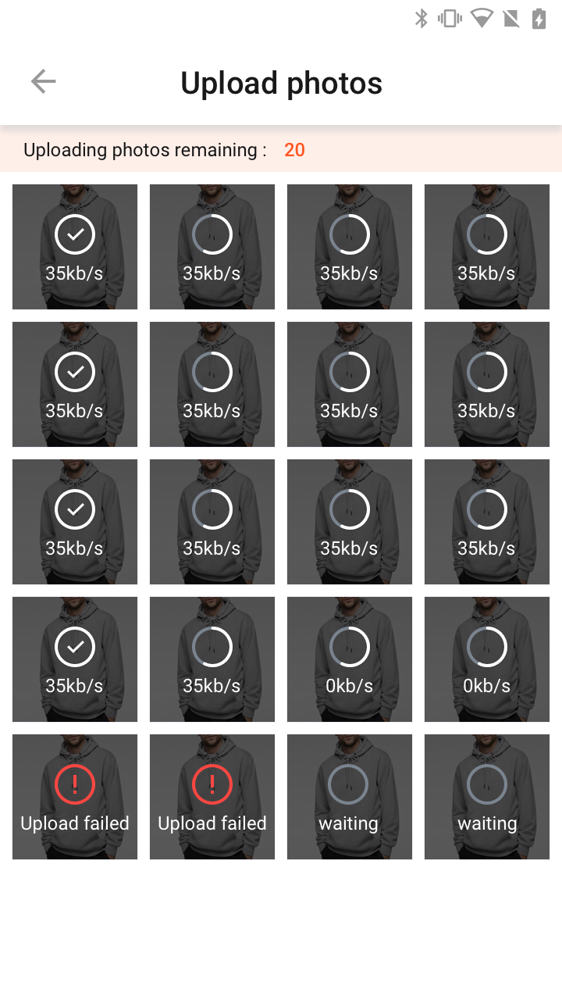 Upload photos
Uploading photos remaining : 20
35kb/s 35kb/s 35kb/s 35kb/s
35kb/s 35kb/s 35kb/s 35kb/s
35kb/s 35kb/s 35kb/s 35kb/s
35kb/s 35kb/s 0kb/s 0kb/s
Upload failed Upload failed waiting waiting